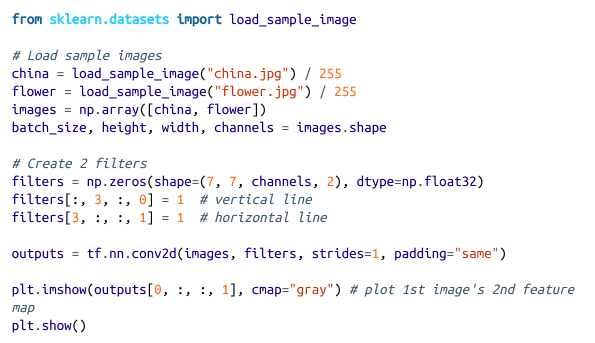 from sklearn.datasets import load_sample_image

# Load sample images
china = load_sample_image("china.jpg") / 255
flower = load_sample_image("flower.jpg") / 255
images = np.array([china, flower])
batch_size, height, width, channels = images.shape

# Create 2 filters
filters = np.zeros(shape=(7, 7, channels, 2), dtype=np.float32)
filters[:, 3, :, 0] = 1  # vertical line
filters[3, :, :, 1] = 1  # horizontal line

outputs = tf.nn.conv2d(images, filters, strides=1, padding="same")

plt.imshow(outputs[0, :, :, 1], cmap="gray") # plot 1st image's 2nd feature
map
plt.show()